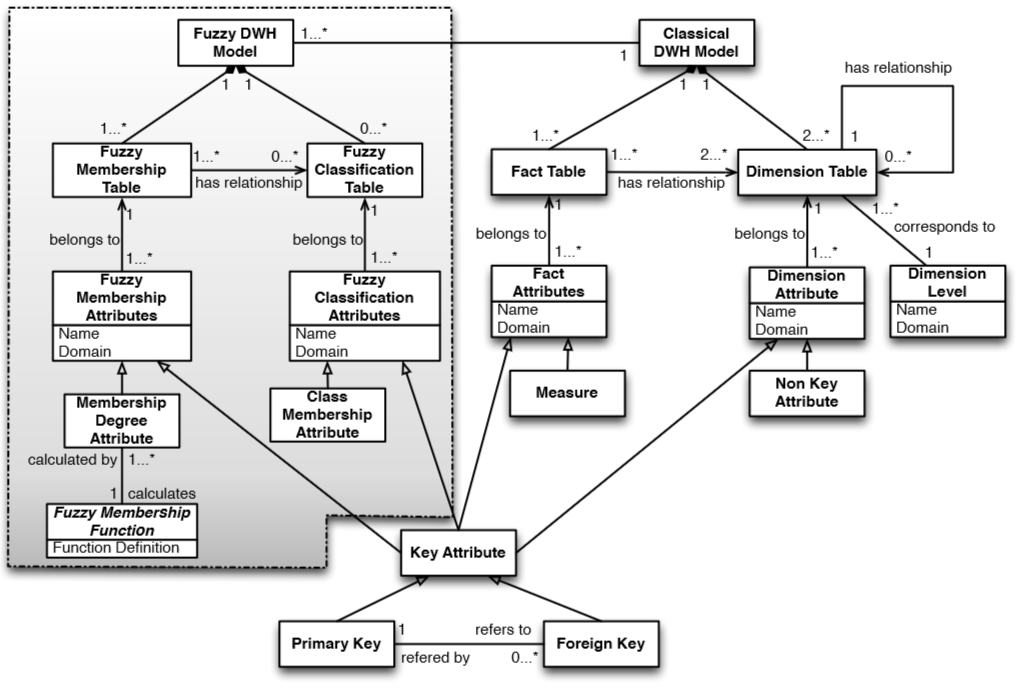 Fuzzy DWH
Model
1...*
1
Classical
DWH Model
1
1
1
1
has relationship
1...*
0...*
1...*
2...*
1
0...*
Fuzzy
Membership
Table
1...*
0...*
has relationship
Fuzzy
Classification
Table
Fact Table
1...*
2...*
has relationship
Dimension Table
1
belongs to
1...*
1
belongs to
1...*
1
belongs to
1...*
1
belongs to
1...*
1...*
corresponds to
1
Fuzzy
Membership
Attributes
Name
Domain
Fuzzy
Classification
Attributes
Name
Domain
Fact
Attributes
Name
Domain
Dimension
Attribute
Name
Domain
Dimension
Level
Name
Domain
Membership
Degree
Attribute
Class
Membership
Attribute
Measure
Non Key
Attribute
calculated by
1...*
1
calculates
Fuzzy Membership
Function
Function Definition
Key Attribute
Primary Key
1
refers to
refered by
0...*
Foreign Key